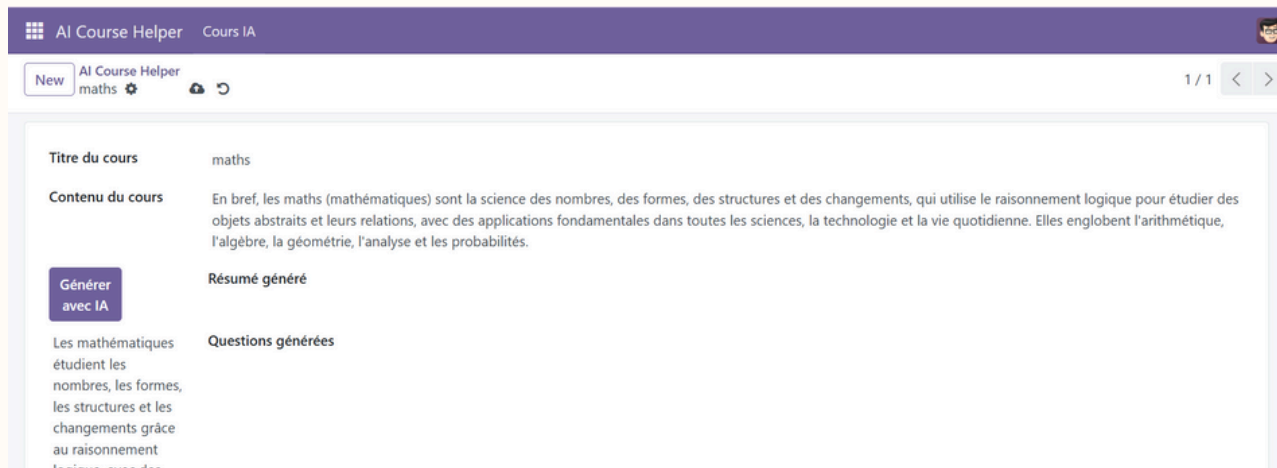 AI Course Helper Cours IA
New AI Course Helper
maths
1 / 1
Titre du cours maths
Contenu du cours En bref, les maths (mathématiques) sont la science des nombres, des formes, des structures et des changements, qui utilise le raisonnement logique pour étudier des
objets abstraits et leurs relations, avec des applications fondamentales dans toutes les sciences, la technologie et la vie quotidienne. Elles englobent l'arithmétique,
l'algèbre, la géométrie, l'analyse et les probabilités.
Générer
avec IA
Résumé généré
Les mathématiques
étudient les
nombres, les formes,
les structures et les
changements grâce
au raisonnement
Questions générées